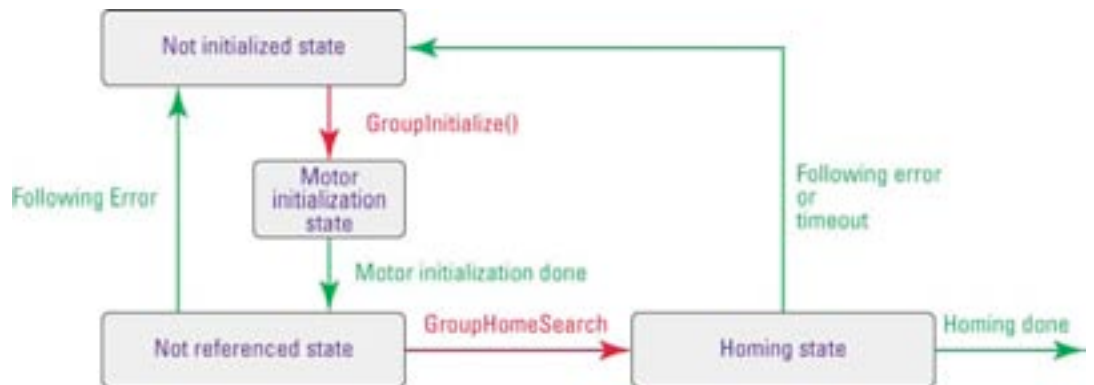 Not initialized state
GroupInitialize()
Motor
initialization
state
Following Error
Following error
or
timeout
Motor initialization done
Not referenced state
GroupHomeSearch
Homing state
Homing done